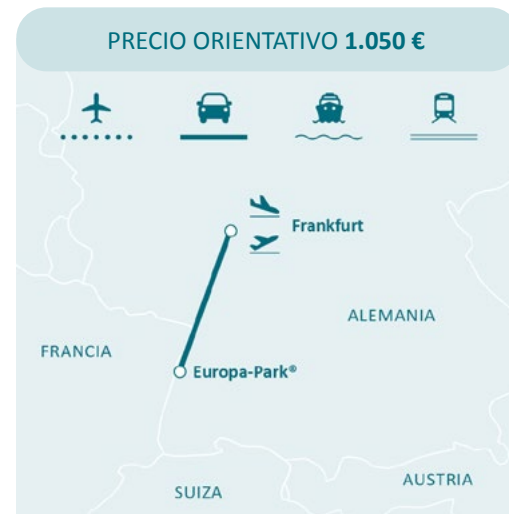 PRECIO ORIENTATIVO 1.050 €
Frankfurt
ALEMANIA
FRANCIA
Europa-Park®
AUSTRIA
SUIZA